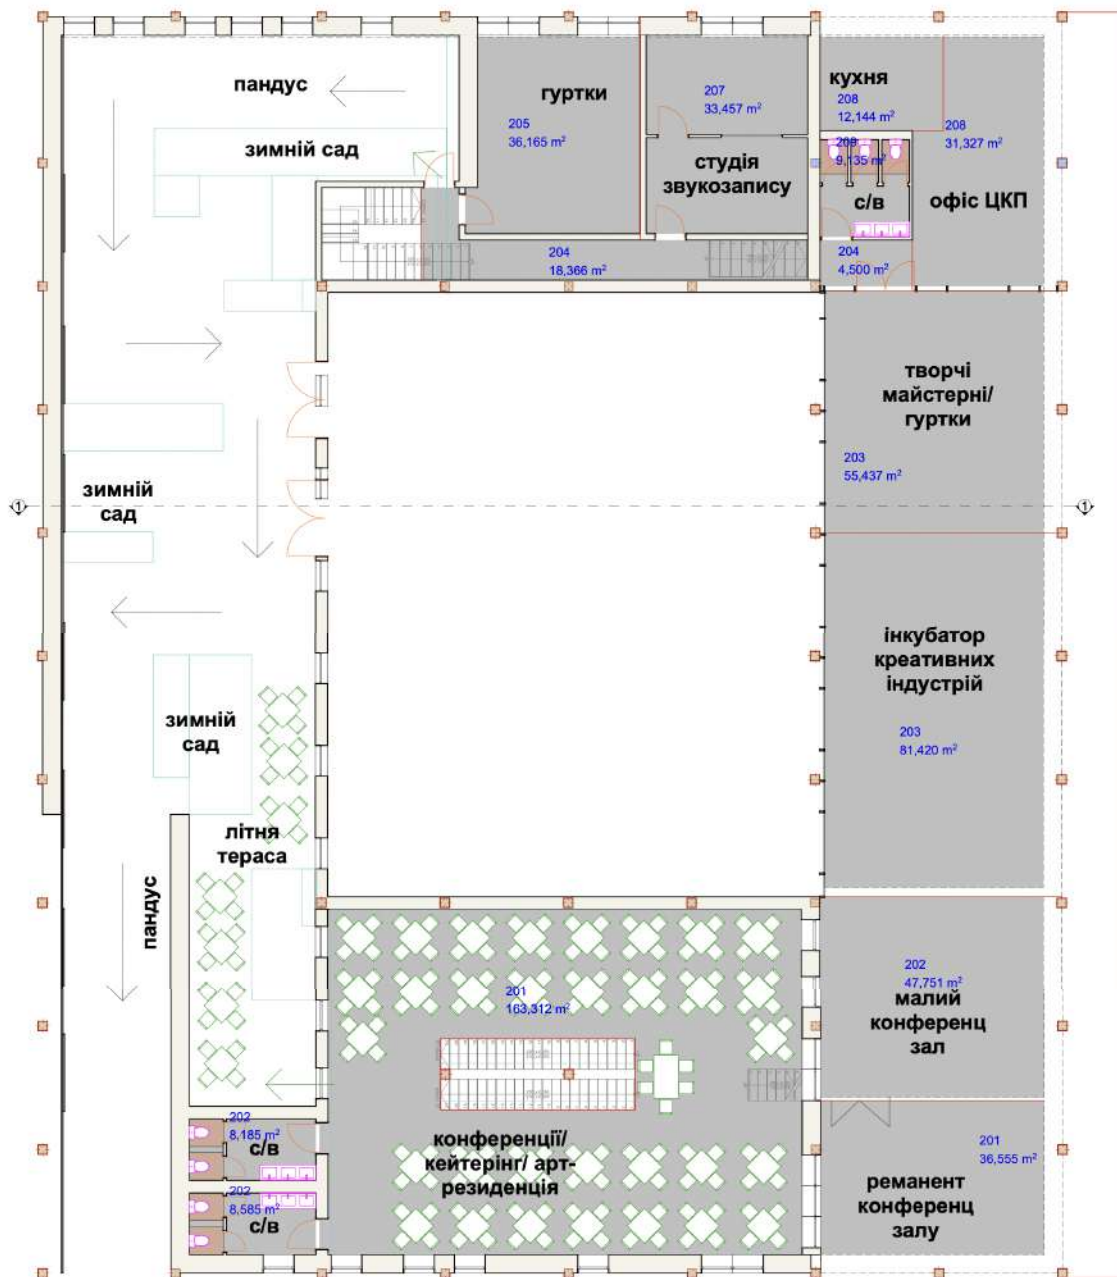 пандус
зимній сад
гуртки
205
36,165 m²
207
33,457 m²
студія
звукозапису
кухня
208
12,144 m²
208
31,327 m²
209
9,135 m²
с/в
офіс ЦКП
204
18,366 m²
204
4,500 m²
творчі
майстерні/
гуртки
203
55,437 m²
зимній
сад
1
1
інкубатор
креативних
індустрій
203
81,420 m²
зимній
сад
літня
тераса
пандус
201
163,312 m²
202
47,751 m²
малий
конференц
зал
конференції/
кейтерінг/ арт-
резиденція
202
8,185 m²
с/в
202
8,585 m²
с/в
201
36,555 m²
ремaнент
конференц
залу